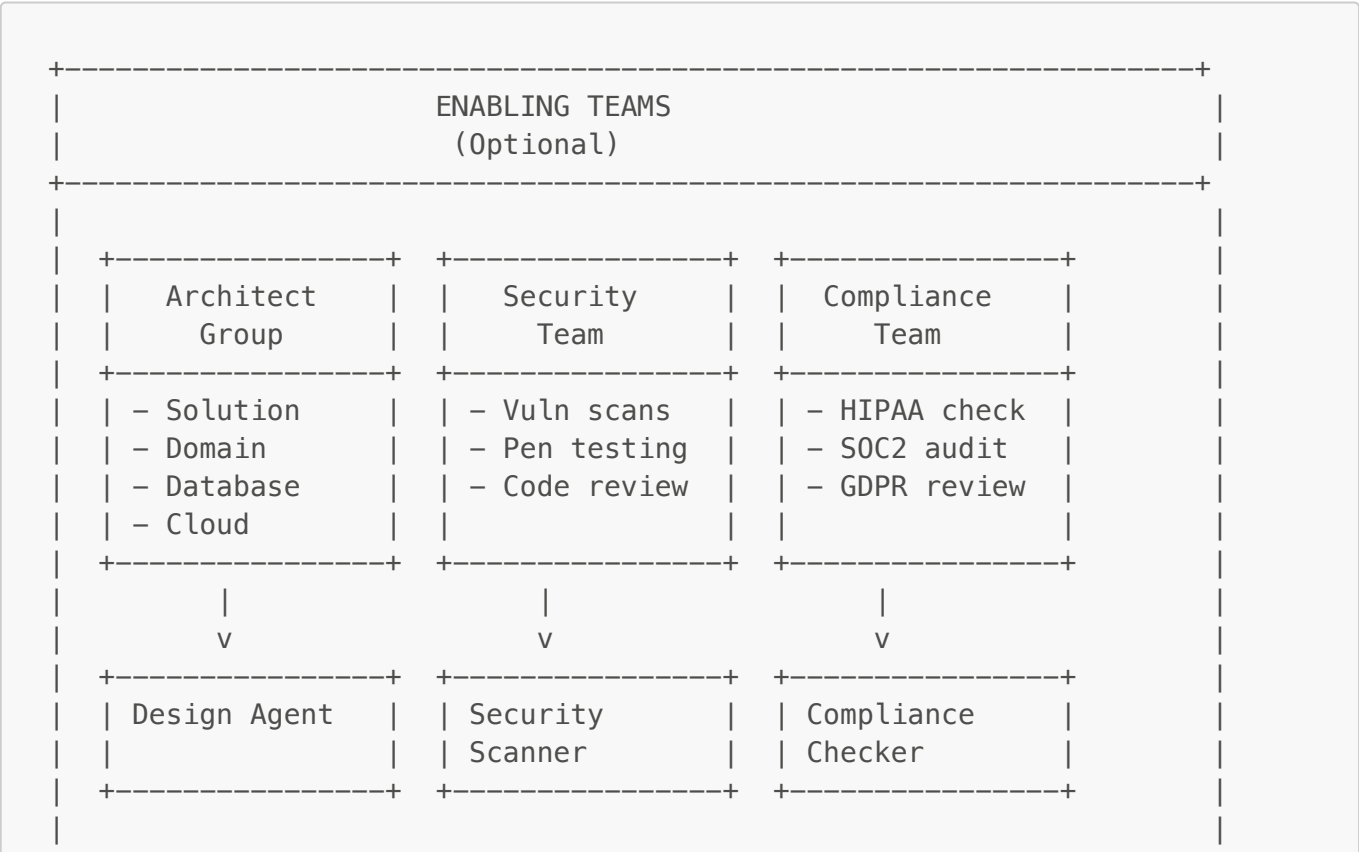 +--------------------------------------------------------------------+
|                      ENABLING TEAMS                                 |
|                       (Optional)                                    |
+--------------------------------------------------------------------+
|                                                                     |
|  +----------------+  +----------------+  +----------------+         |
|  |   Architect    |  |   Security     |  |  Compliance    |         |
|  |     Group      |  |     Team       |  |     Team       |         |
|  +----------------+  +----------------+  +----------------+         |
|  | - Solution     |  | - Vuln scans   |  | - HIPAA check  |         |
|  | - Domain       |  | - Pen testing  |  | - SOC2 audit   |         |
|  | - Database     |  | - Code review  |  | - GDPR review  |         |
|  | - Cloud        |  |                |  |                |         |
|  +----------------+  +----------------+  +----------------+         |
|         |                  |                   |                    |
|         v                  v                   v                    |
|  +----------------+  +----------------+  +----------------+         |
|  | Design Agent   |  | Security       |  | Compliance     |         |
|  |                |  | Scanner        |  | Checker        |         |
|  +----------------+  +----------------+  +----------------+         |
|                                                                     |